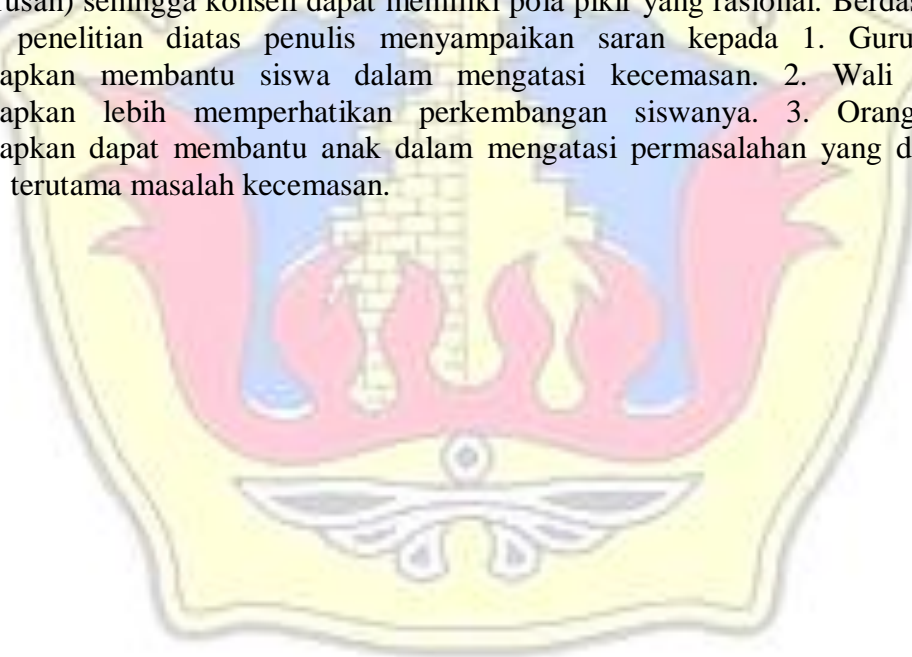 rusan) sehingga konseli dapat memiliki pola pikir yang rasional. Berdas
penelitian diatas penulis menyampaikan saran kepada 1. Guru
apkan membantu siswa dalam mengatasi kecemasan. 2. Wali
apkan lebih memperhatikan perkembangan siswanya. 3. Orang
apkan dapat membantu anak dalam mengatasi permasalahan yang d
terutama masalah kecemasan.